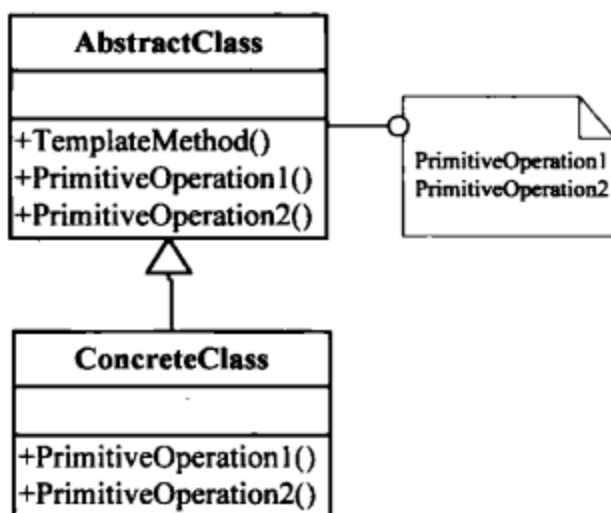 AbstractClass
+TemplateMethod()
+PrimitiveOperation1()
+PrimitiveOperation2()
PrimitiveOperation1
PrimitiveOperation2
ConcreteClass
+PrimitiveOperation1()
+PrimitiveOperation2()